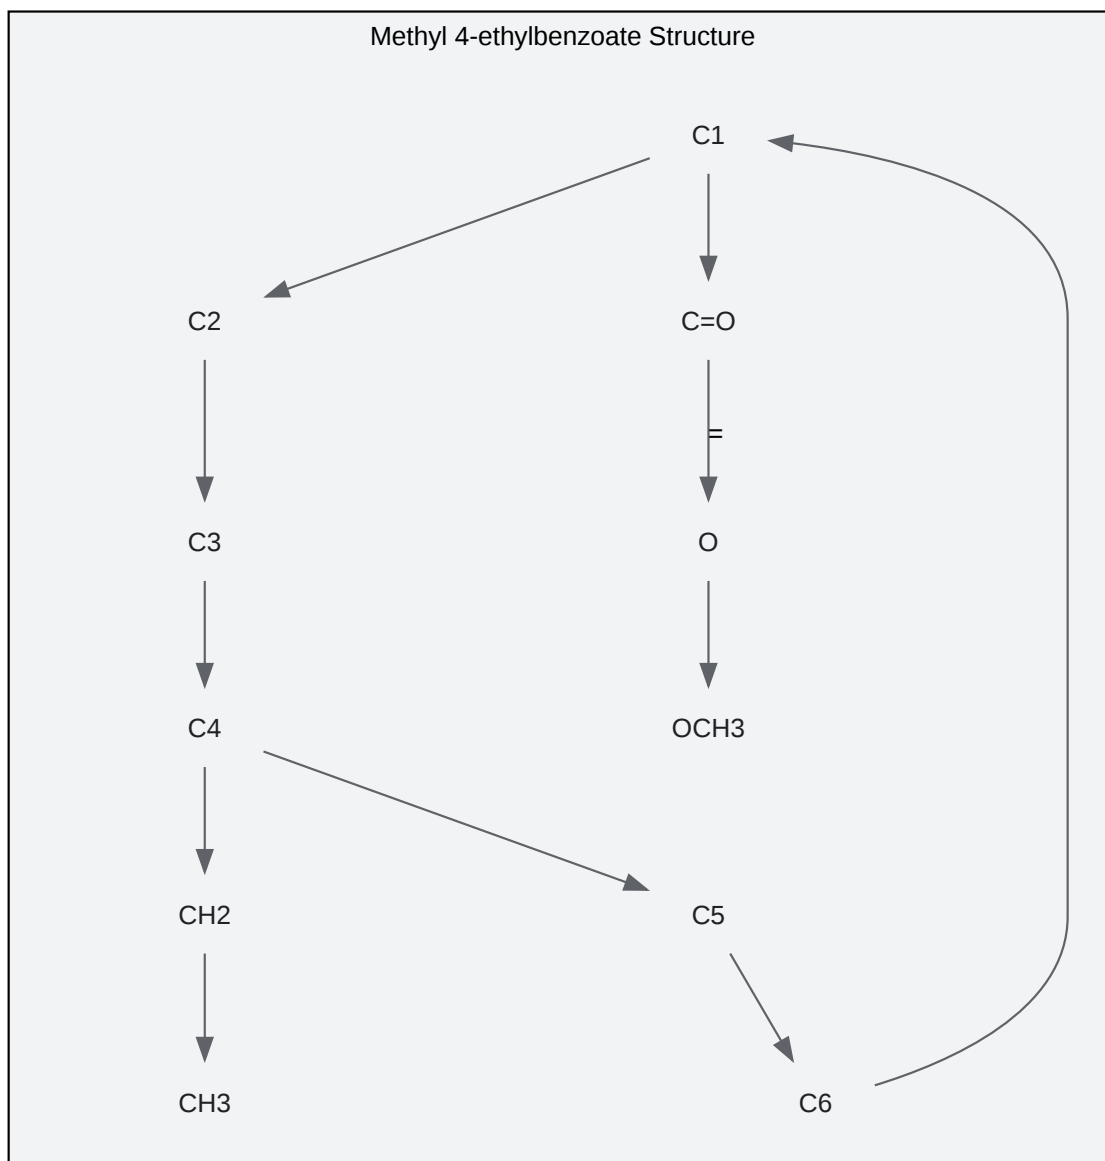 Methyl 4-ethylbenzoate Structure
C1
C2
C=O
=
C3
O
C4
OCH3
CH2
C5
CH3
C6